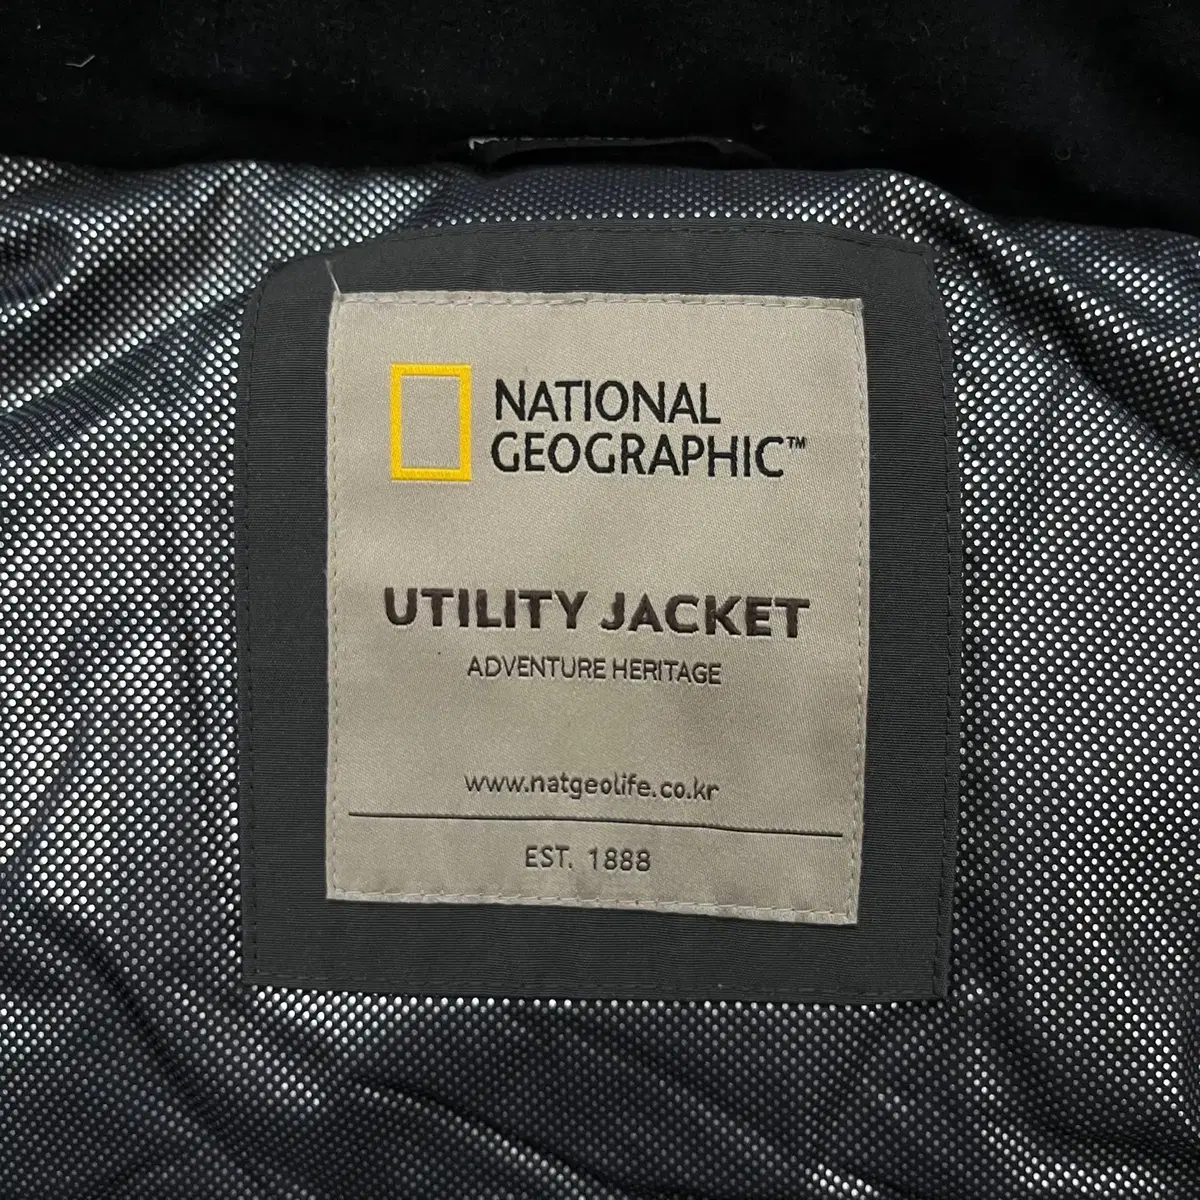 NATIONAL
GEOGRAPHIC™
UTILITY JACKET
ADVENTURE HERITAGE
www.natgeolife.co.kr
EST. 1888